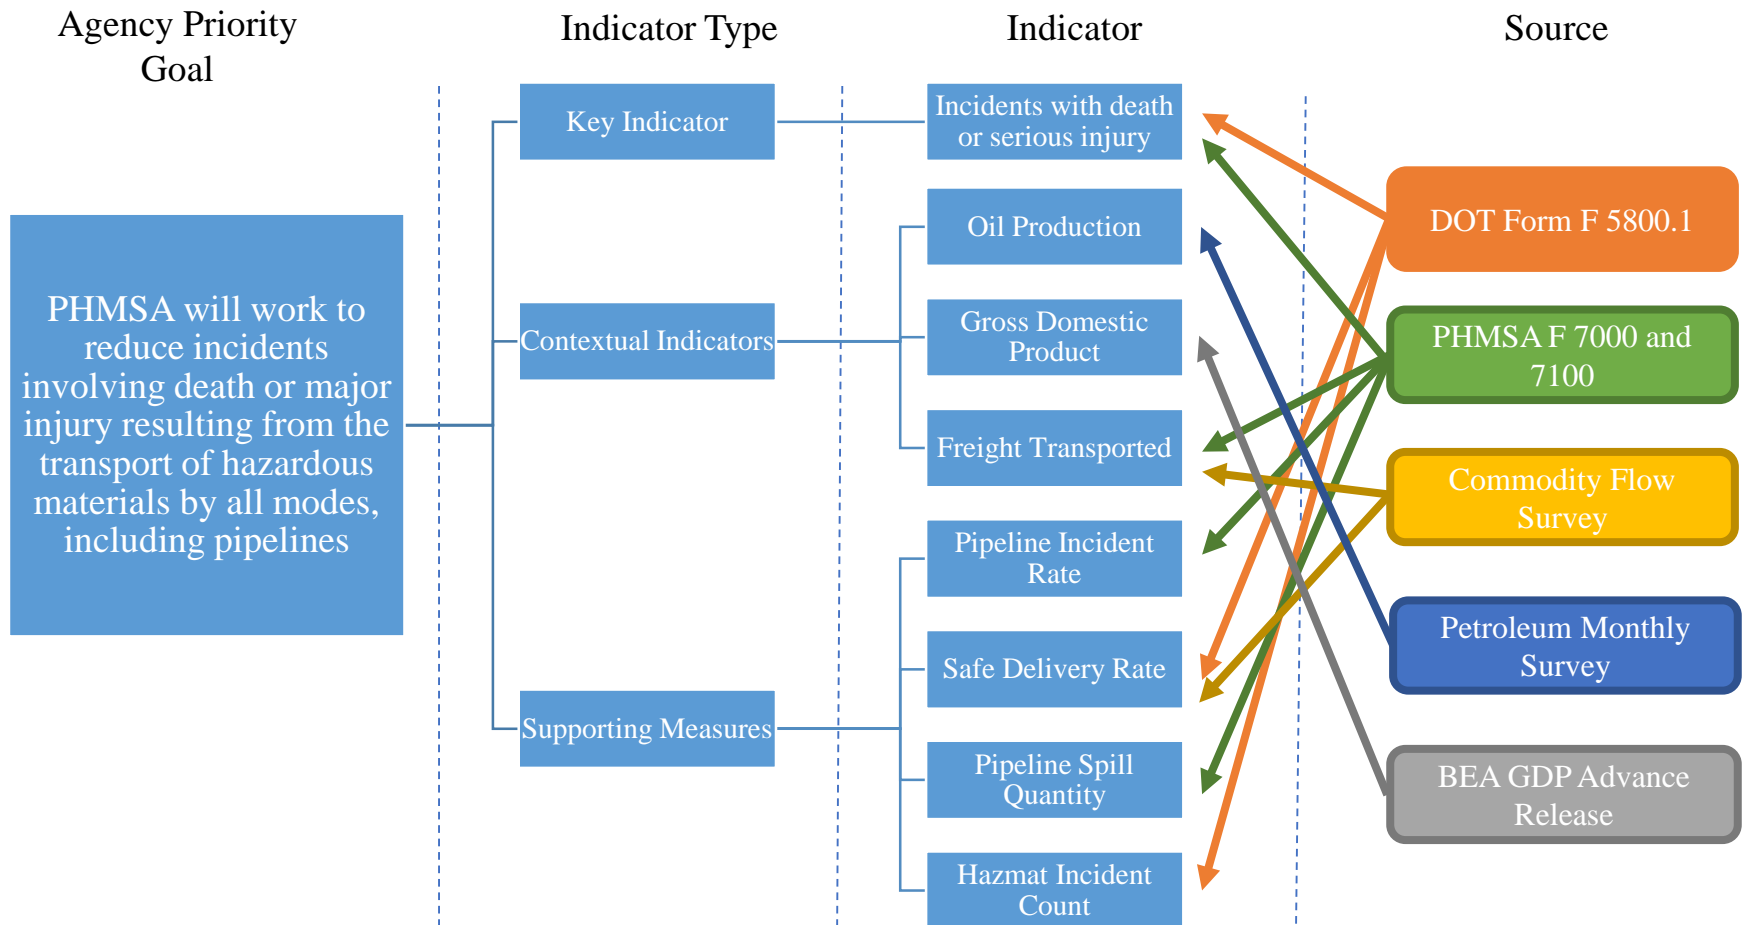 Agency Priority
Goal
Indicator Type
Indicator
Source
PHMSA will work to
reduce incidents
involving death or major
injury resulting from the
transport of hazardous
materials by all modes,
including pipelines
Key Indicator
Contextual Indicators
Supporting Measures
Incidents with death
or serious injury
Oil Production
Gross Domestic
Product
Freight Transported
Pipeline Incident
Rate
Safe Delivery Rate
Pipeline Spill
Quantity
Hazmat Incident
Count
DOT Form F 5800.1
PHMSA F 7000 and
7100
Commodity Flow
Survey
Petroleum Monthly
Survey
BEA GDP Advance
Release